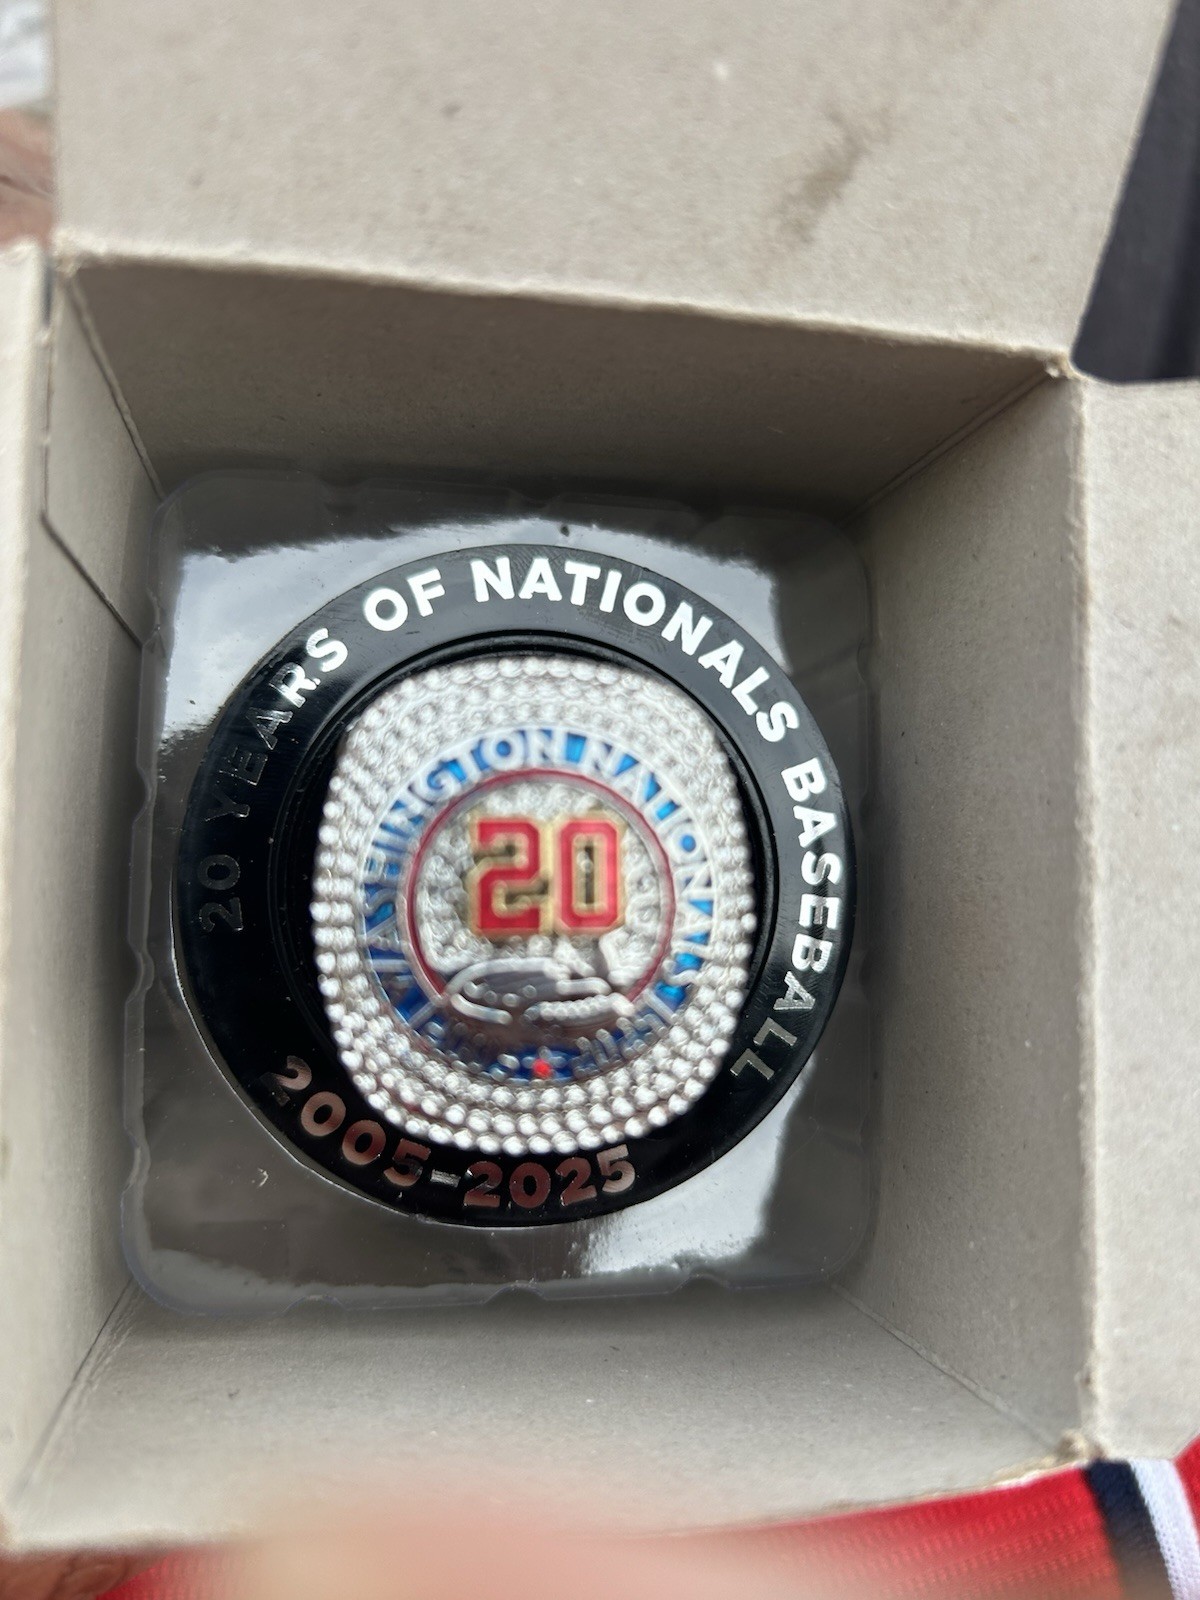 20 YEARS OF NATIONALS BASEBALL
WASHINGTON NATIONALS
20
2005-2025